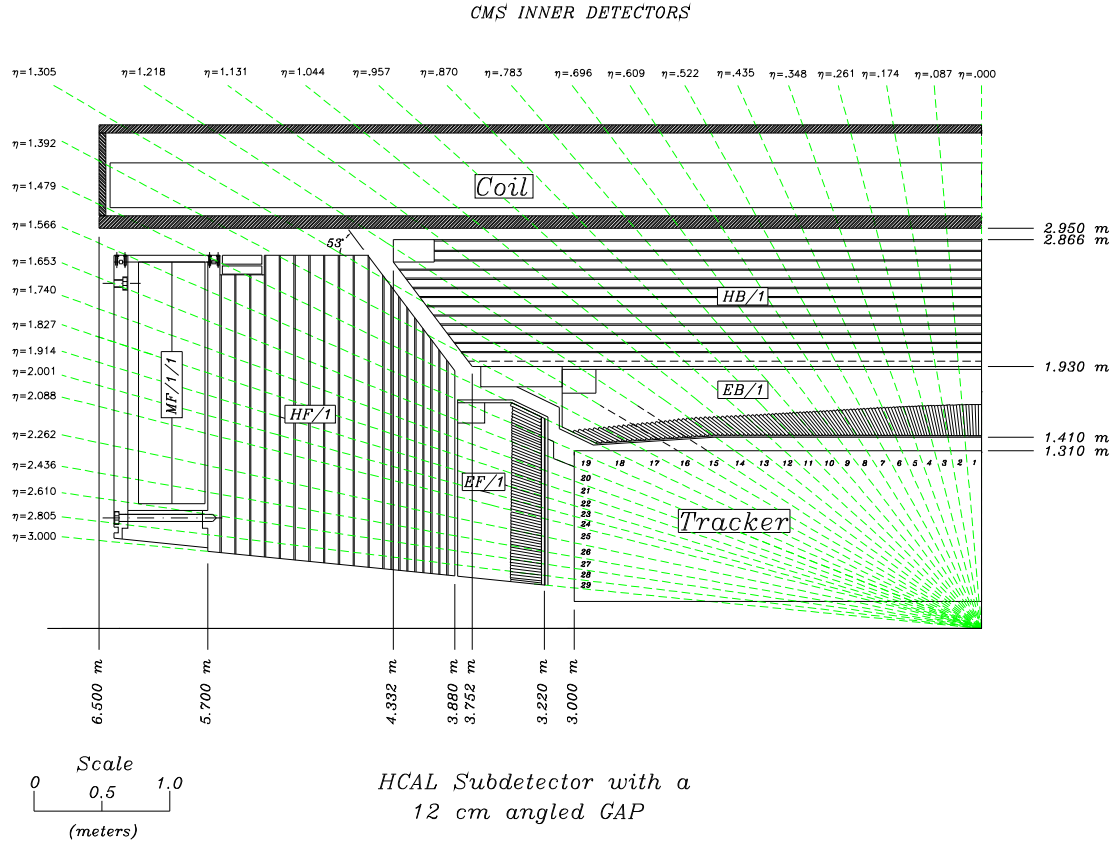 CMS INNER DETECTORS
η=1.305 η=1.218 η=1.131 η=1.044 η=.957 η=.870 η=.783 η=.696 η=.609 η=.522 η=.435 η=.348 η=.261 η=.174 η=.087 η=.000
η=1.392
η=1.479
η=1.566
η=1.653
η=1.740
η=1.827
η=1.914
η=2.001
η=2.088
η=2.262
η=2.436
η=2.610
η=2.805
η=3.000
Coil
53°
2.950 m
2.866 m
HB/1
1.930 m
EB/1
1.410 m
1.310 m
MF/1/1
HF/1
EF/1
19 18 17 16 15 14 13 12 11 10 9 8 7 6 5 4 3 2 1
20
21
22
23
24
25
26
27
28
29
Tracker
6.500 m.
5.700 m.
4.332 m.
3.880 m.
3.752 m.
3.220 m.
3.000 m.
Scale
0 0.5 1.0
(meters)
HCAL Subdetector with a
12 cm angled GAP